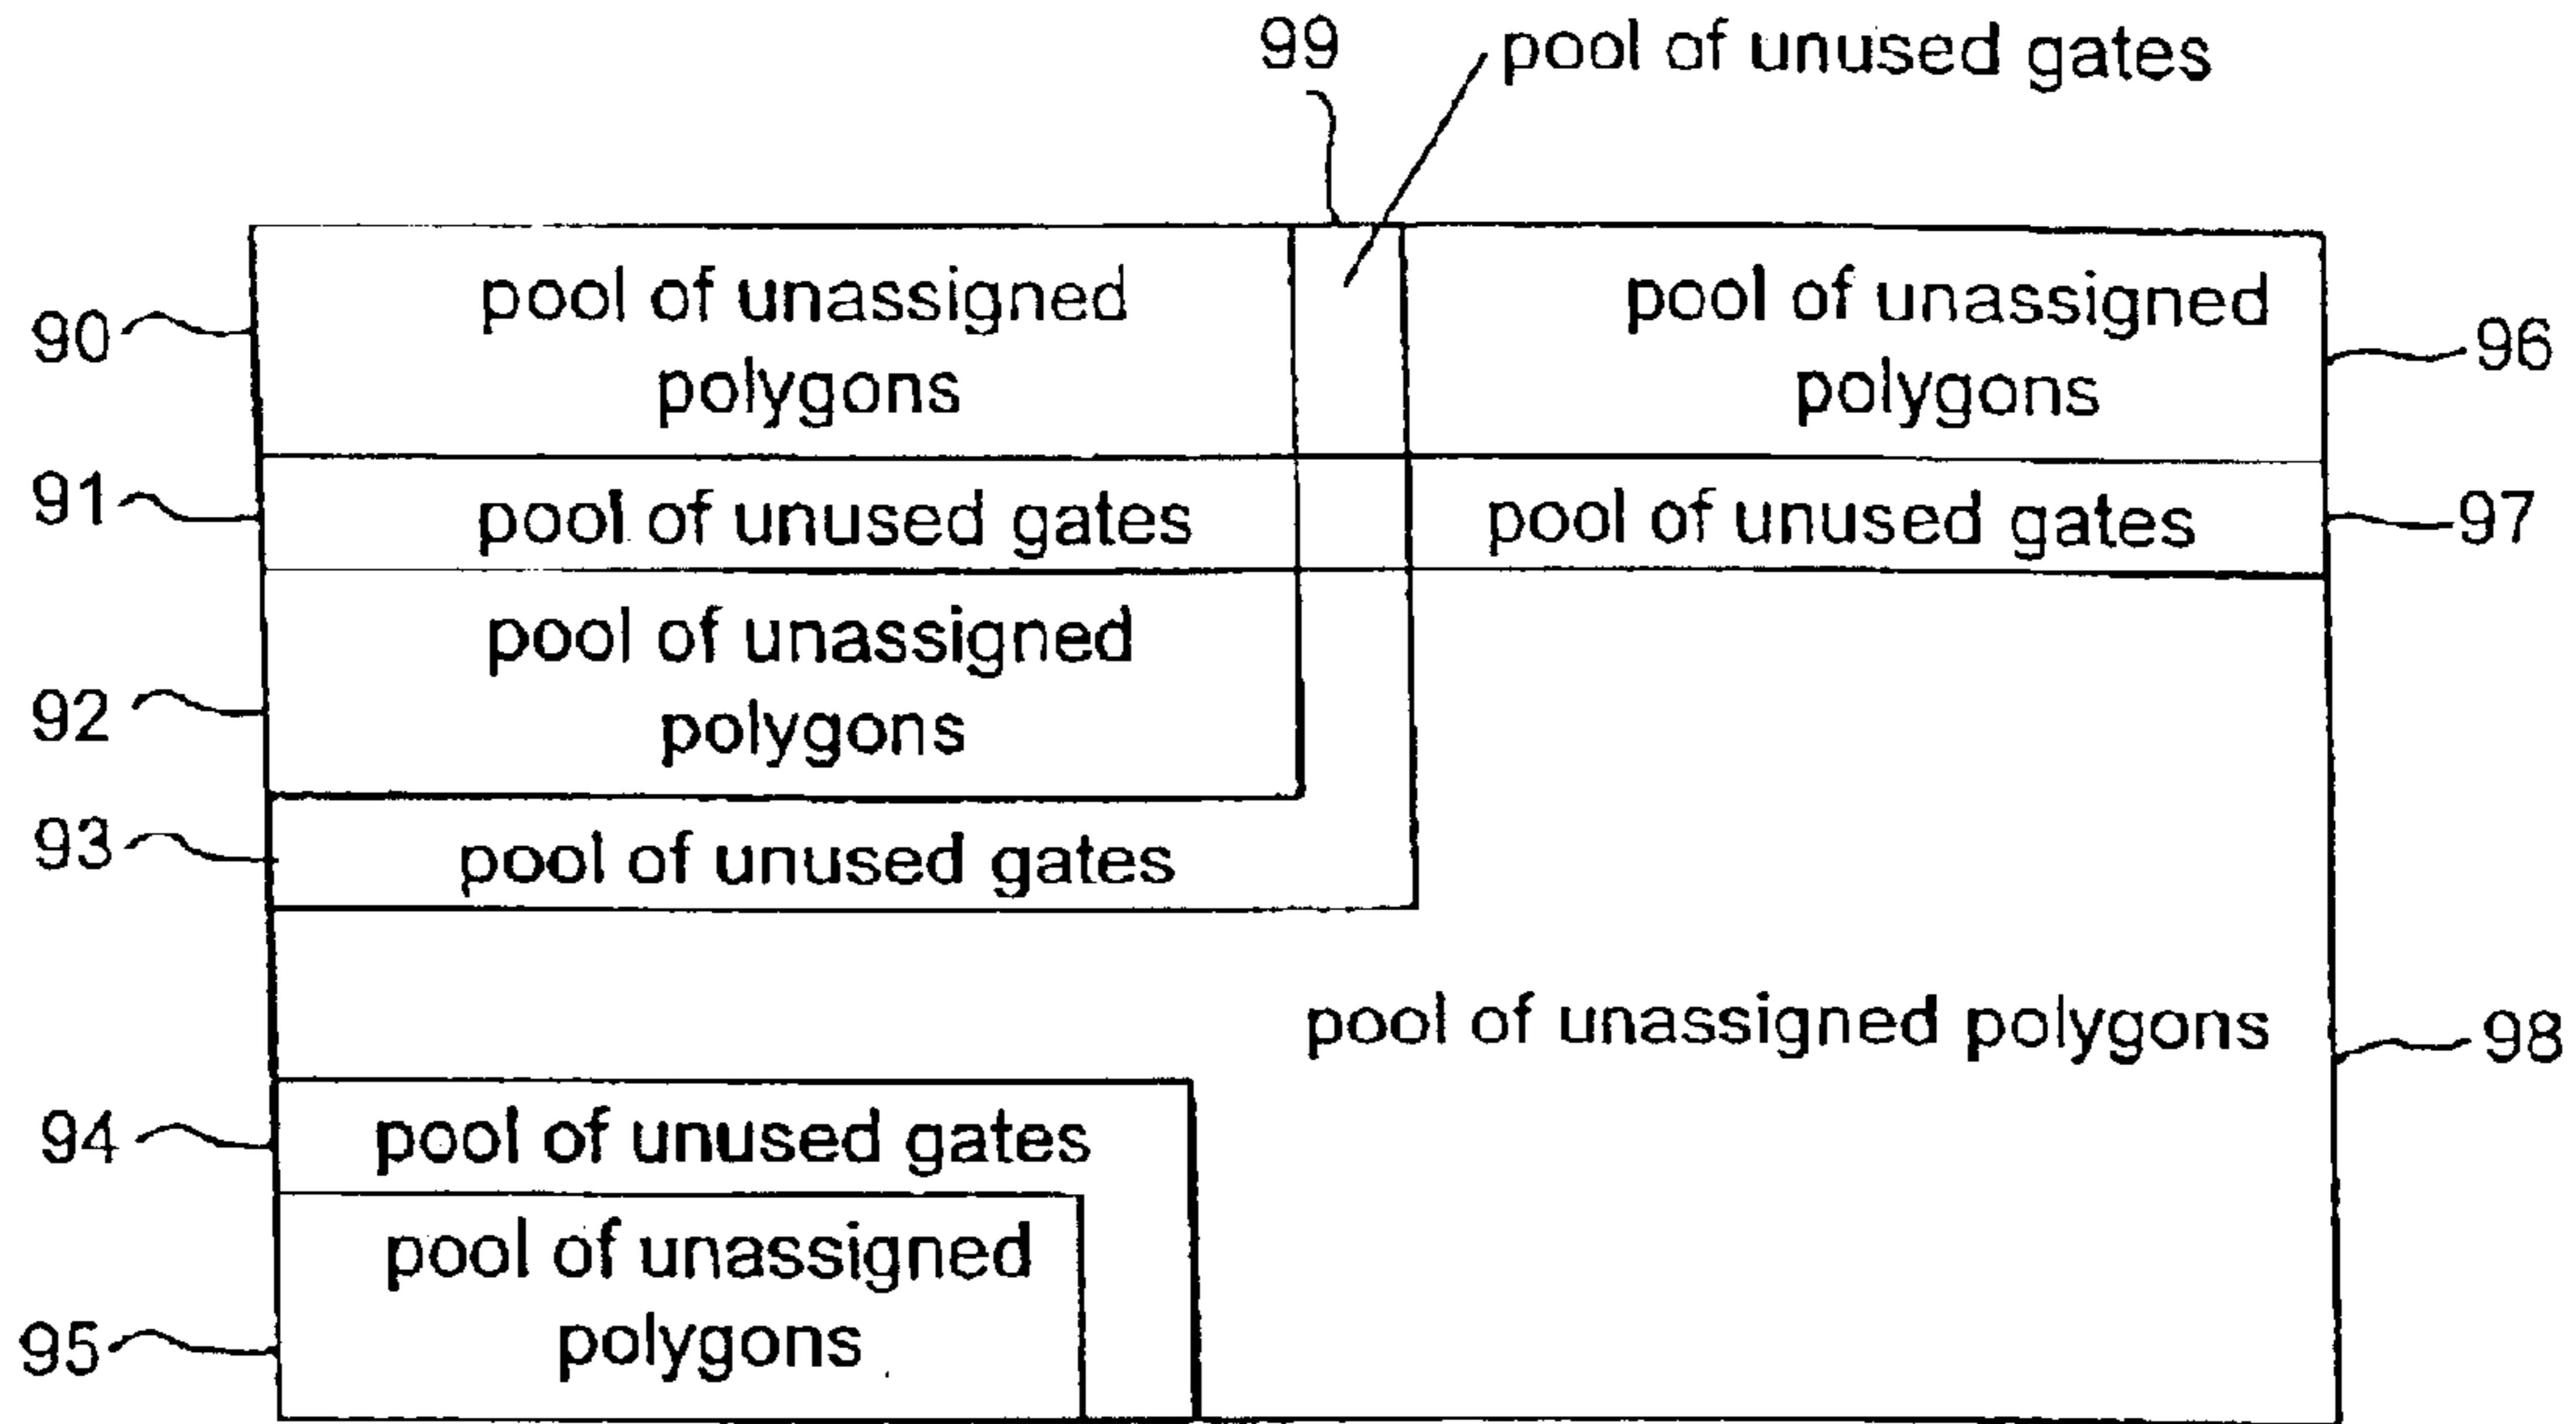 99
pool of unused gates
90
pool of unassigned
polygons
pool of unassigned
polygons
96
91
pool of unused gates
pool of unused gates
97
92
pool of unassigned
polygons
93
pool of unused gates
pool of unassigned polygons
98
94
pool of unused gates
95
pool of unassigned
polygons